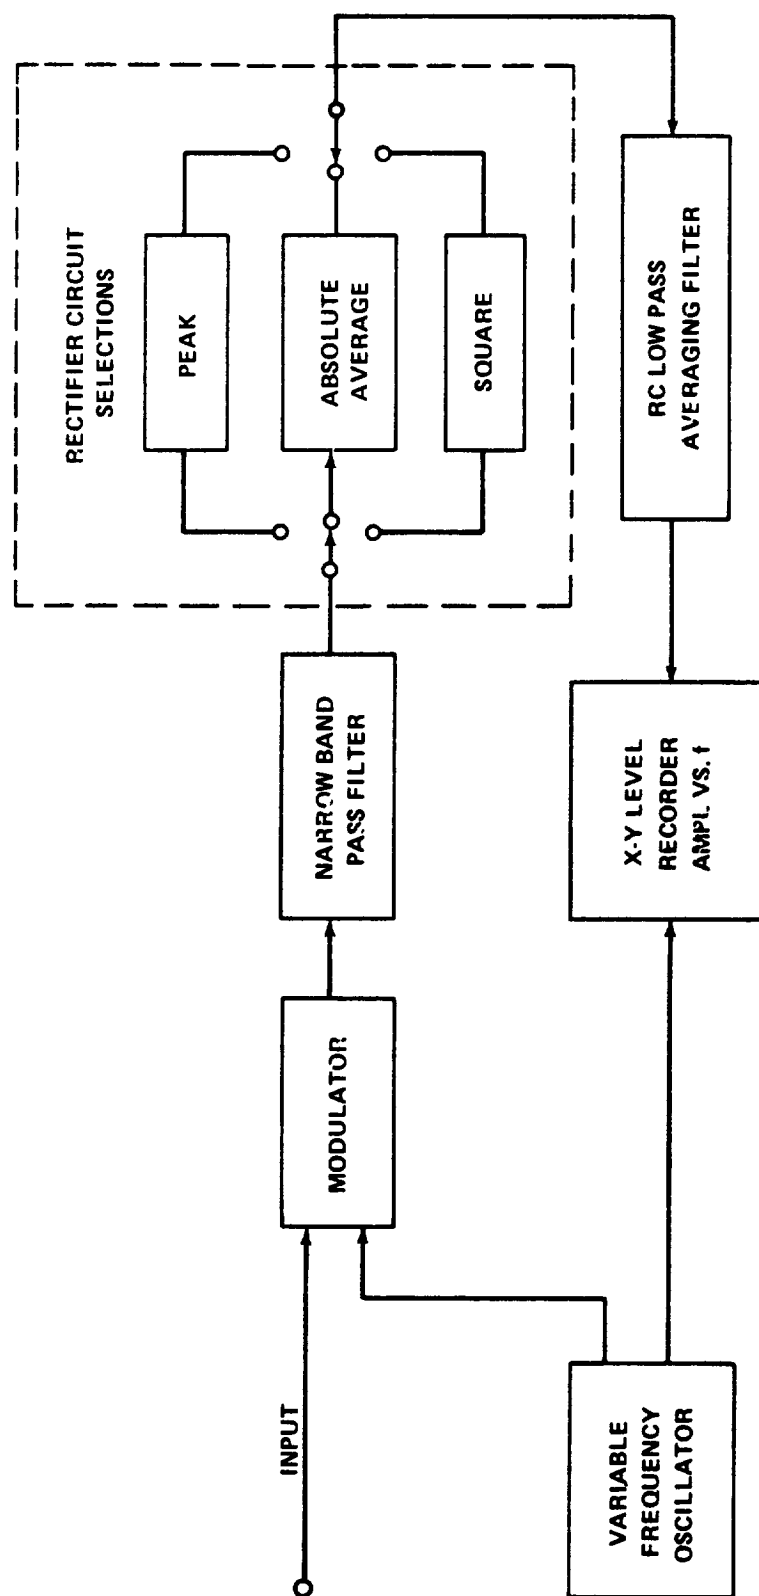 RECTIFIER CIRCUIT
SELECTIONS
PEAK
ABSOLUTE
AVERAGE
SQUARE
INPUT
MODULATOR
NARROW BAND
PASS FILTER
VARIABLE
FREQUENCY
OSCILLATOR
X-Y LEVEL
RECORDER
AMPL VS. f
RC LOW PASS
AVERAGING FILTER